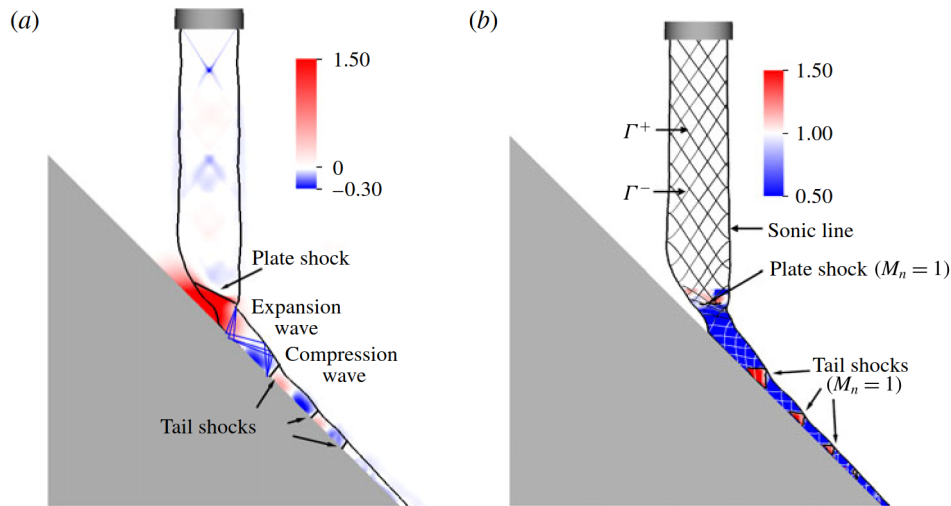 (a)
1.50
0
−0.30
Plate shock
Expansion
wave
Compression
wave
Tail shocks
(b)
1.50
1.00
0.50
Γ+
Γ−
Sonic line
Plate shock (Mn = 1)
Tail shocks
(Mn = 1)